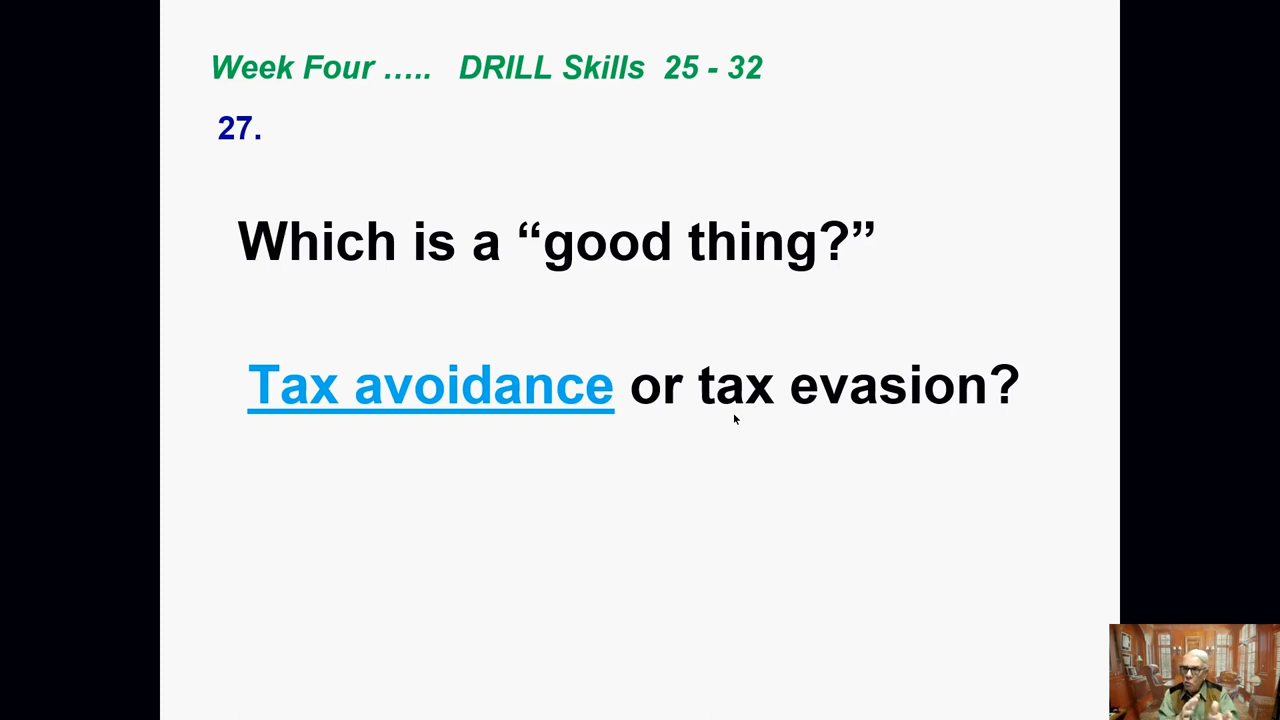 Week Four ..... DRILL Skills 25 - 32
27.
Which is a “good thing?”
Tax avoidance or tax evasion?